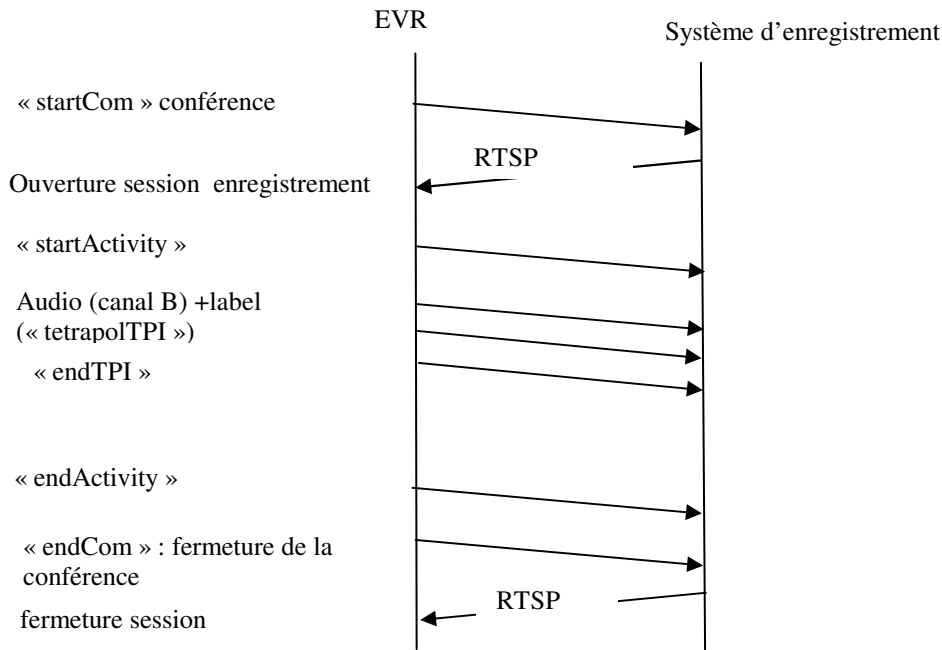 EVR
Système d’enregistrement
« startCom » conférence
RTSP
Ouverture session enregistrement
« startActivity »
Audio (canal B) +label
(« tetrapolTPI »)
« endTPI »
« endActivity »
« endCom » : fermeture de la
conférence
RTSP
fermeture session